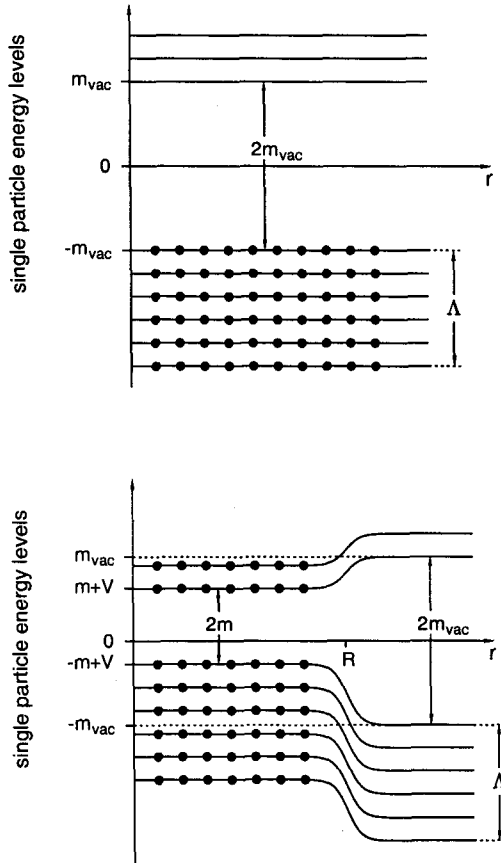 single particle energy levels
m_vac
2m_vac
0
r
-m_vac
Λ
single particle energy levels
m_vac
m+V
2m
2m_vac
0
R
r
-m+V
-m_vac
Λ